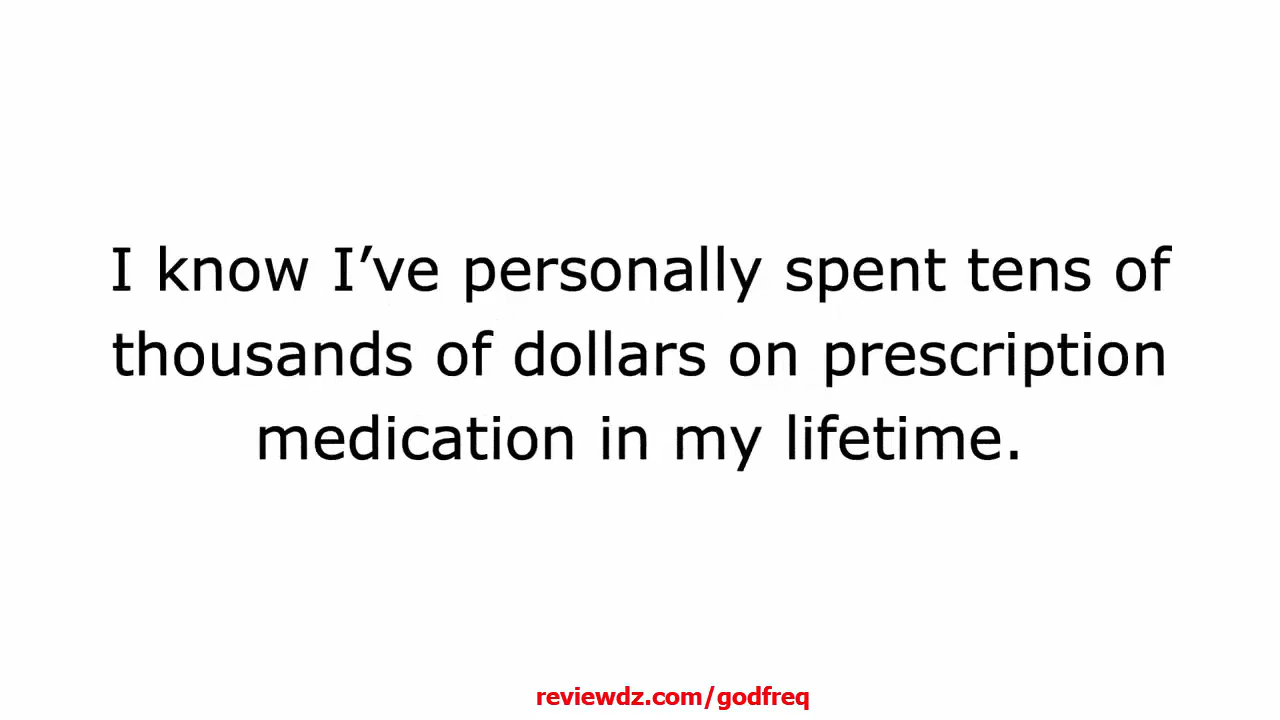 I know I’ve personally spent tens of
thousands of dollars on prescription
medication in my lifetime.
reviewdz.com/godfreq